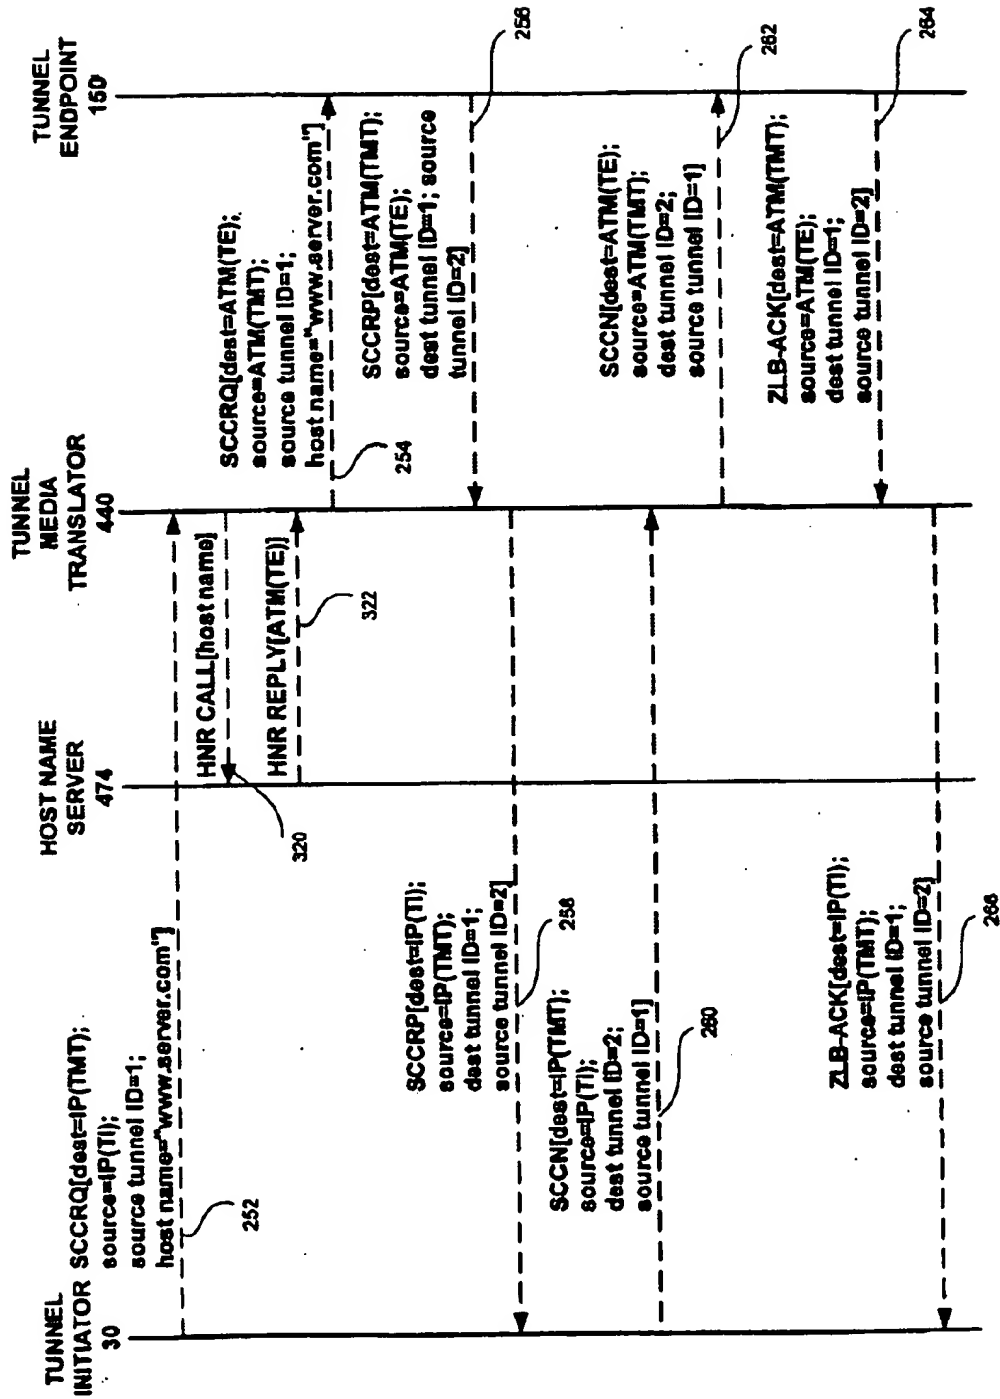 TUNNEL
INITIATOR
30
HOST NAME
SERVER
474
TUNNEL
MEDIA
TRANSLATOR
440
TUNNEL
ENDPOINT
150
SCCRQ[dest=IP(TMT);
source=IP(TI);
source tunnel ID=1;
host name="www.server.com"]
252
HNR CALL[host name]
320
HNR REPLY[ATM(TE)]
322
SCCRQ[dest=ATM(TE);
source=ATM(TMT);
source tunnel ID=1;
host name="www.server.com"]
254
SCCRP[dest=ATM(TMT);
source=ATM(TE);
dest tunnel ID=1; source
tunnel ID=2]
256
SCCRP[dest=IP(TI);
source=IP(TMT);
dest tunnel ID=1;
source tunnel ID=2]
258
SCCN[dest=IP(TMT);
source=IP(TI);
dest tunnel ID=2;
source tunnel ID=1]
260
SCCN[dest=ATM(TE);
source=ATM(TMT);
dest tunnel ID=2;
source tunnel ID=1]
262
ZLB-ACK[dest=ATM(TMT);
source=ATM(TE);
dest tunnel ID=1;
source tunnel ID=2]
264
ZLB-ACK[dest=IP(TI);
source=IP(TMT);
dest tunnel ID=1;
source tunnel ID=2]
266